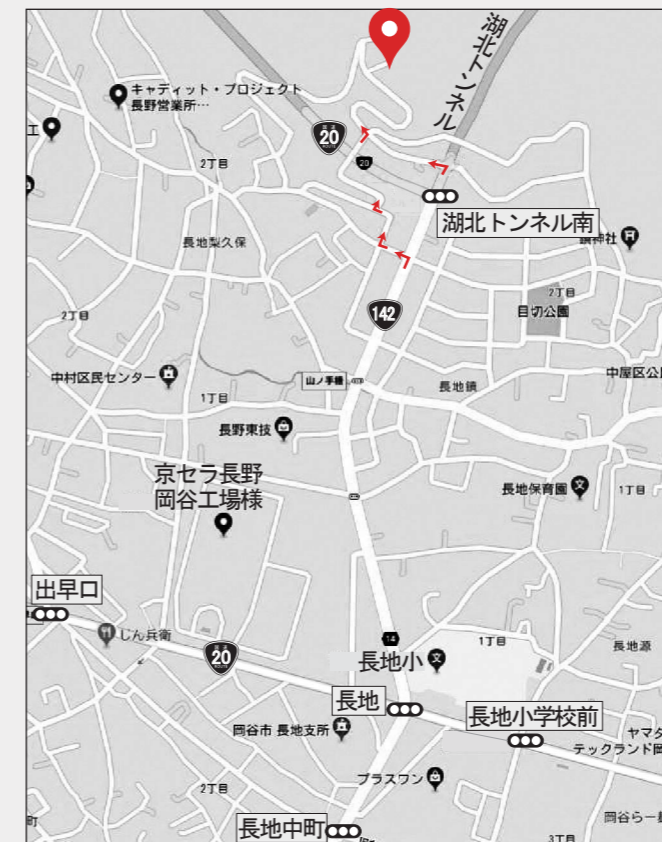 湖北トンネル
キャディット・プロジェクト
長野営業所…
工
20
20
2丁目
湖北トンネル南
鎮神社
長地梨久保
2丁目
目切公園
142
2丁目
中村区民センター
山ノ手橋
長地鎮
中屋区公
1丁目
長野東技
京セラ長野
岡谷工場様
長地保育園
1丁目
出早口
じん兵衛
20
14
1丁目
長地源
長地小
長地
長地小学校前
岡谷市 長地支所
ヤマダ
テックランド岡
プラスワン
2丁目
岡谷らー麺
町
長地中町
3丁目